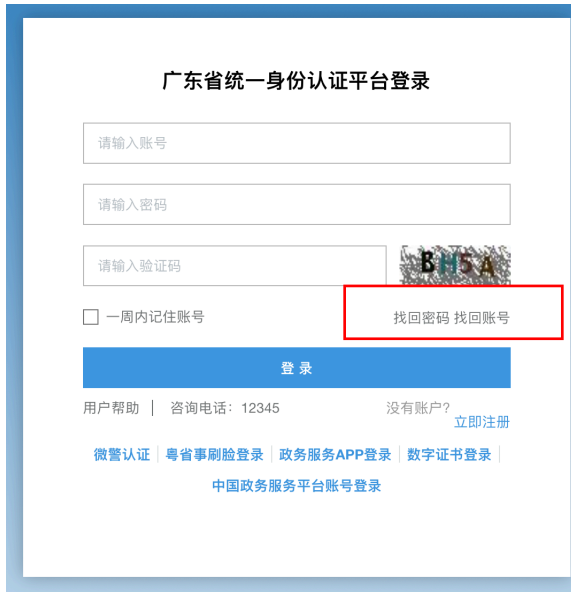 广东省统一身份认证平台登录
请输入账号
请输入密码
请输入验证码 BH5A
一周内记住账号 找回密码 找回账号
登 录
用户帮助 | 咨询电话：12345 没有账户？
立即注册
微警认证 | 粤省事刷脸登录 | 政务服务APP登录 | 数字证书登录 |
中国政务服务平台账号登录